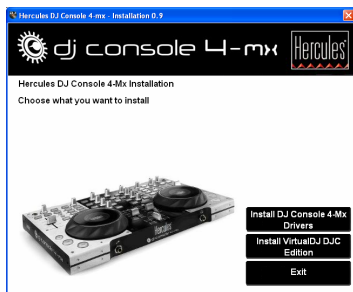 Hercules DJ Console 4-mx - Installation 0.9
dj console 4-mx
Hercules
Hercules DJ Console 4-Mx Installation
Choose what you want to install
Hercules
Install DJ Console 4-Mx
Drivers
Install VirtualDJ DJC
Edition
Exit